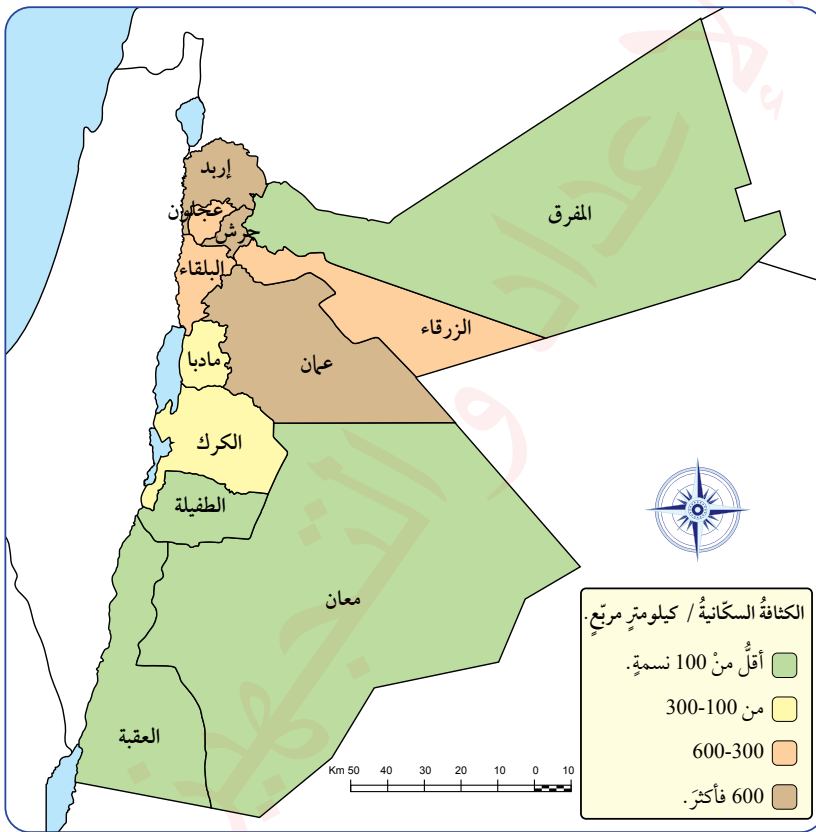 إربد
عجلون
جرش
المفرق
البلقاء
الزرقاء
مادبا
عمان
الكرك
الطفيلة
معان
العقبة
الكثافةُ السكّانيةُ / كيلومترٍ مربّعٍ.
أقلُّ منْ 100 نسمةٍ.
من 100-300
300-600
600 فأكثرَ.
Km 50 40 30 20 10 0 10